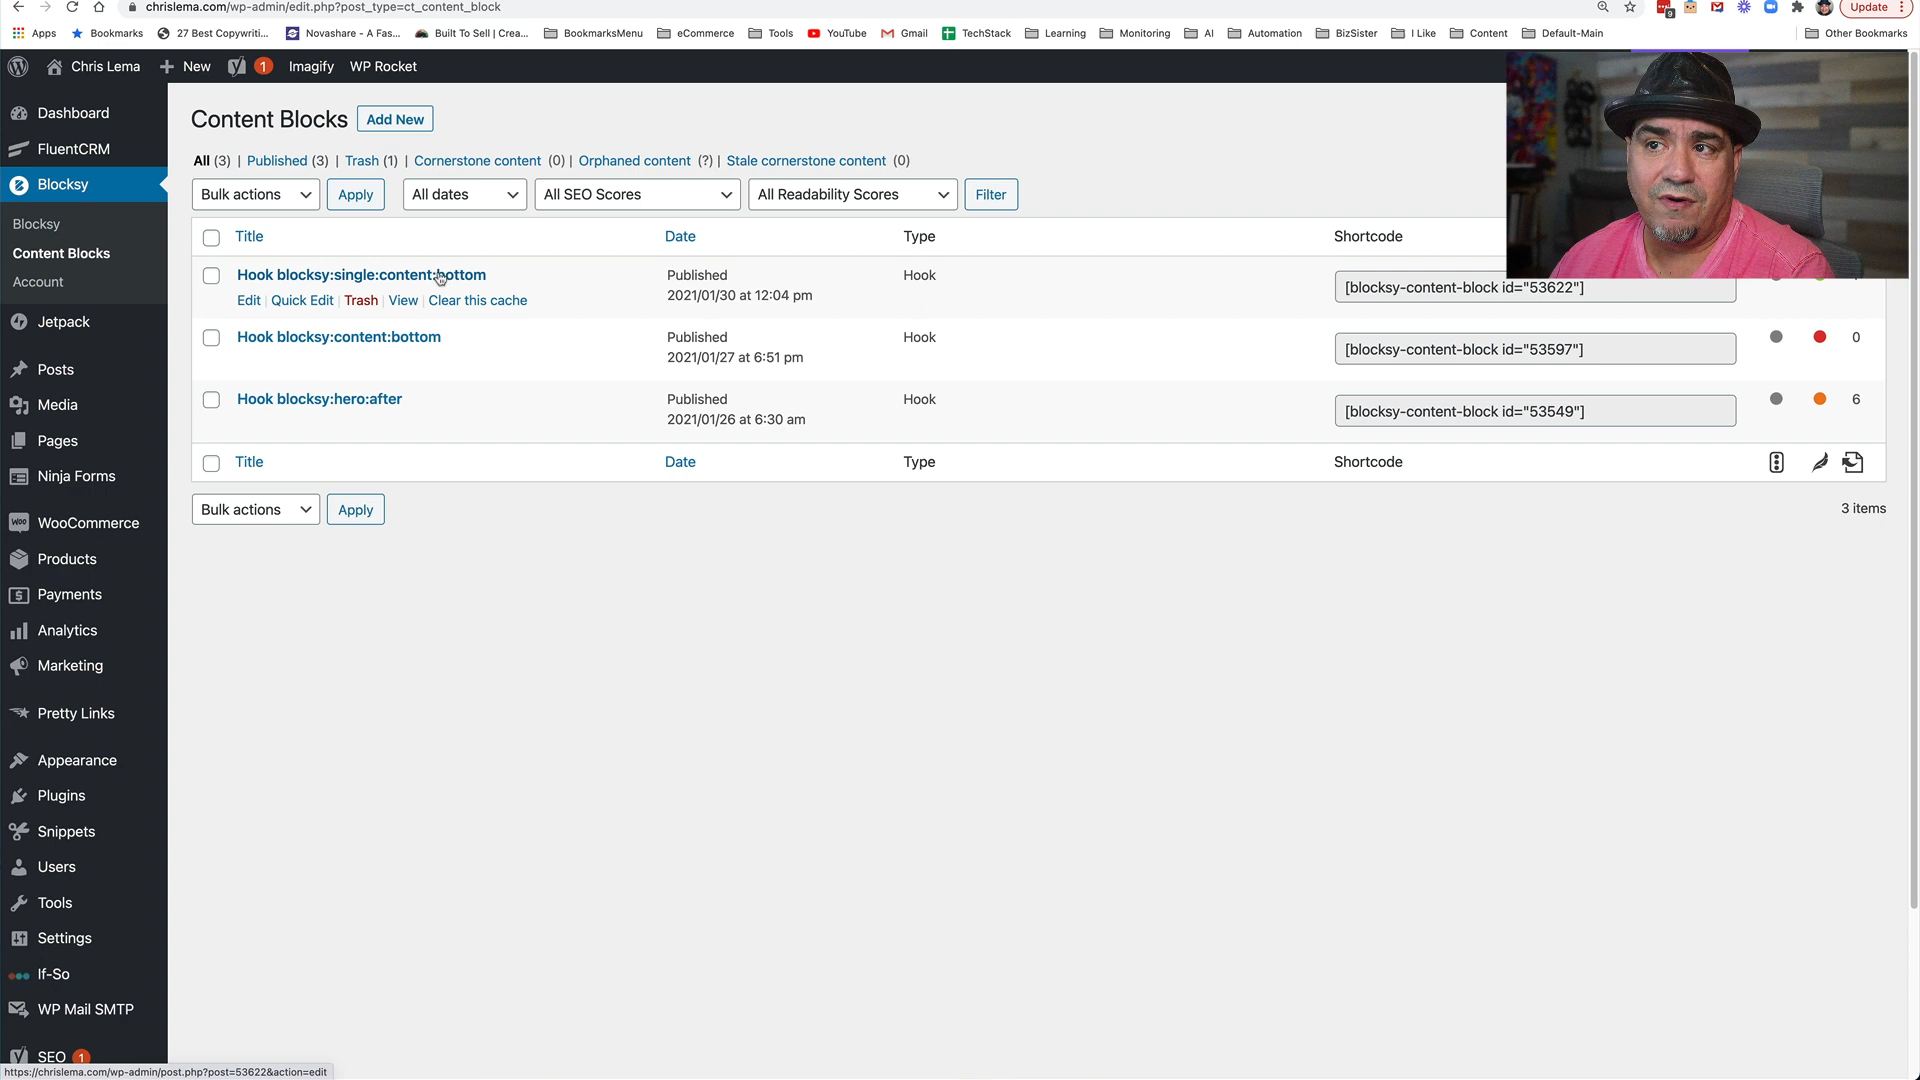 chrislema.com/wp-admin/edit.php?post_type=ct_content_block
Update
Apps
Bookmarks
27 Best Copywriti...
Novashare - A Fas...
Built To Sell | Crea...
BookmarksMenu
eCommerce
Tools
YouTube
Gmail
TechStack
Learning
Monitoring
AI
Automation
BizSister
I Like
Content
Default-Main
Other Bookmarks
Chris Lema
New
1
Imagify
WP Rocket
9
Dashboard
FluentCRM
Blocksy
Blocksy
Content Blocks
Account
Jetpack
Posts
Media
Pages
Ninja Forms
WooCommerce
Products
Payments
Analytics
Marketing
Pretty Links
Appearance
Plugins
Snippets
Users
Tools
Settings
If-So
WP Mail SMTP
SEO 1
Content Blocks Add New
All (3) | Published (3) | Trash (1) | Cornerstone content (0) | Orphaned content (?) | Stale cornerstone content (0)
Bulk actions Apply All dates All SEO Scores All Readability Scores Filter
Title Date Type Shortcode
Hook blocksy:single:content:bottom Published Hook
Edit | Quick Edit | Trash | View | Clear this cache 2021/01/30 at 12:04 pm [blocksy-content-block id="53622"]
Hook blocksy:content:bottom Published Hook 0
2021/01/27 at 6:51 pm [blocksy-content-block id="53597"]
Hook blocksy:hero:after Published Hook 6
2021/01/26 at 6:30 am [blocksy-content-block id="53549"]
Title Date Type Shortcode
Bulk actions Apply 3 items
https://chrislema.com/wp-admin/post.php?post=53622&action=edit